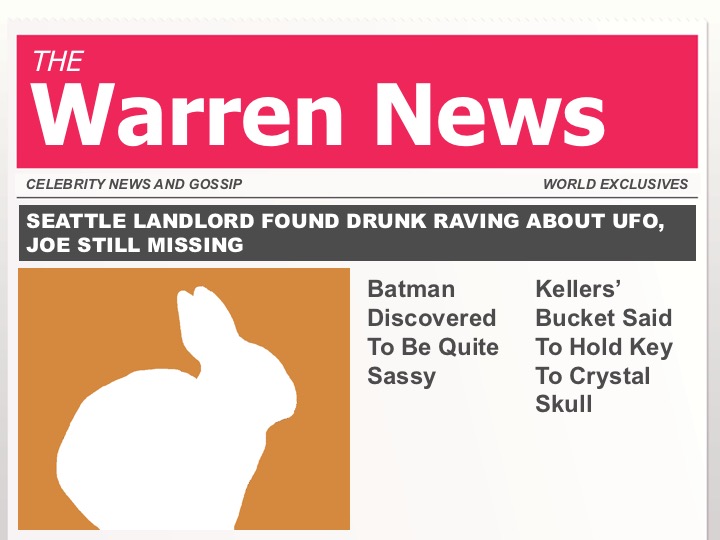 THE
Warren News
CELEBRITY NEWS AND GOSSIP
WORLD EXCLUSIVES
SEATTLE LANDLORD FOUND DRUNK RAVING ABOUT UFO,
JOE STILL MISSING
Batman
Discovered
To Be Quite
Sassy
Kellers’
Bucket Said
To Hold Key
To Crystal
Skull